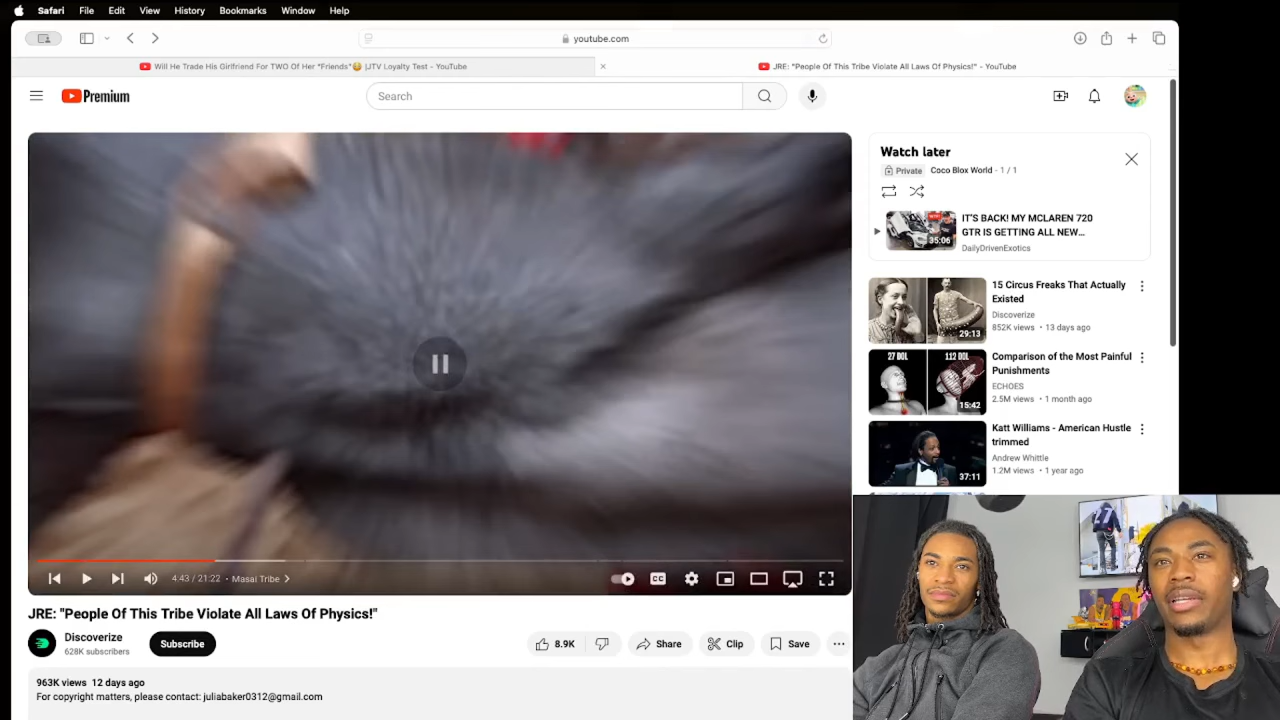 Safari File Edit View History Bookmarks Window Help
youtube.com
Will He Trade His Girlfriend For TWO Of Her *Friends*😳 |JTV Loyalty Test - YouTube
JRE: "People Of This Tribe Violate All Laws Of Physics!" - YouTube
Premium
Search
Watch later
Private Coco Blox World - 1 / 1
35:06
IT'S BACK! MY MCLAREN 720
GTR IS GETTING ALL NEW...
DailyDrivenExotics
29:13
15 Circus Freaks That Actually
Existed
Discoverize
852K views • 13 days ago
27 DOL 112 DOL
15:42
Comparison of the Most Painful
Punishments
ECHOES
2.5M views • 1 month ago
37:11
Katt Williams - American Hustle
trimmed
Andrew Whittle
1.2M views • 1 year ago
4:43 / 21:22 • Masai Tribe
CC
JRE: "People Of This Tribe Violate All Laws Of Physics!"
Discoverize
628K subscribers
Subscribe
8.9K
Share
Clip
Save
963K views 12 days ago
For copyright matters, please contact: juliabaker0312@gmail.com